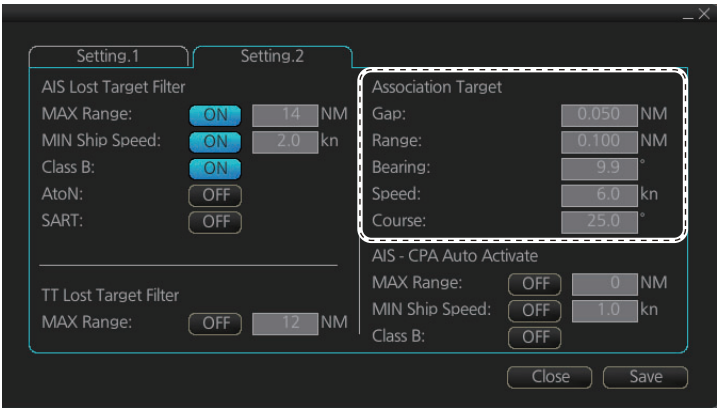 Setting.1 Setting.2
AIS Lost Target Filter
MAX Range: ON 14 NM
MIN Ship Speed: ON 2.0 kn
Class B: ON
AtoN: OFF
SART: OFF
TT Lost Target Filter
MAX Range: OFF 12 NM
Association Target
Gap: 0.050 NM
Range: 0.100 NM
Bearing: 9.9 °
Speed: 6.0 kn
Course: 25.0 °
AIS - CPA Auto Activate
MAX Range: OFF 0 NM
MIN Ship Speed: OFF 1.0 kn
Class B: OFF
Close Save